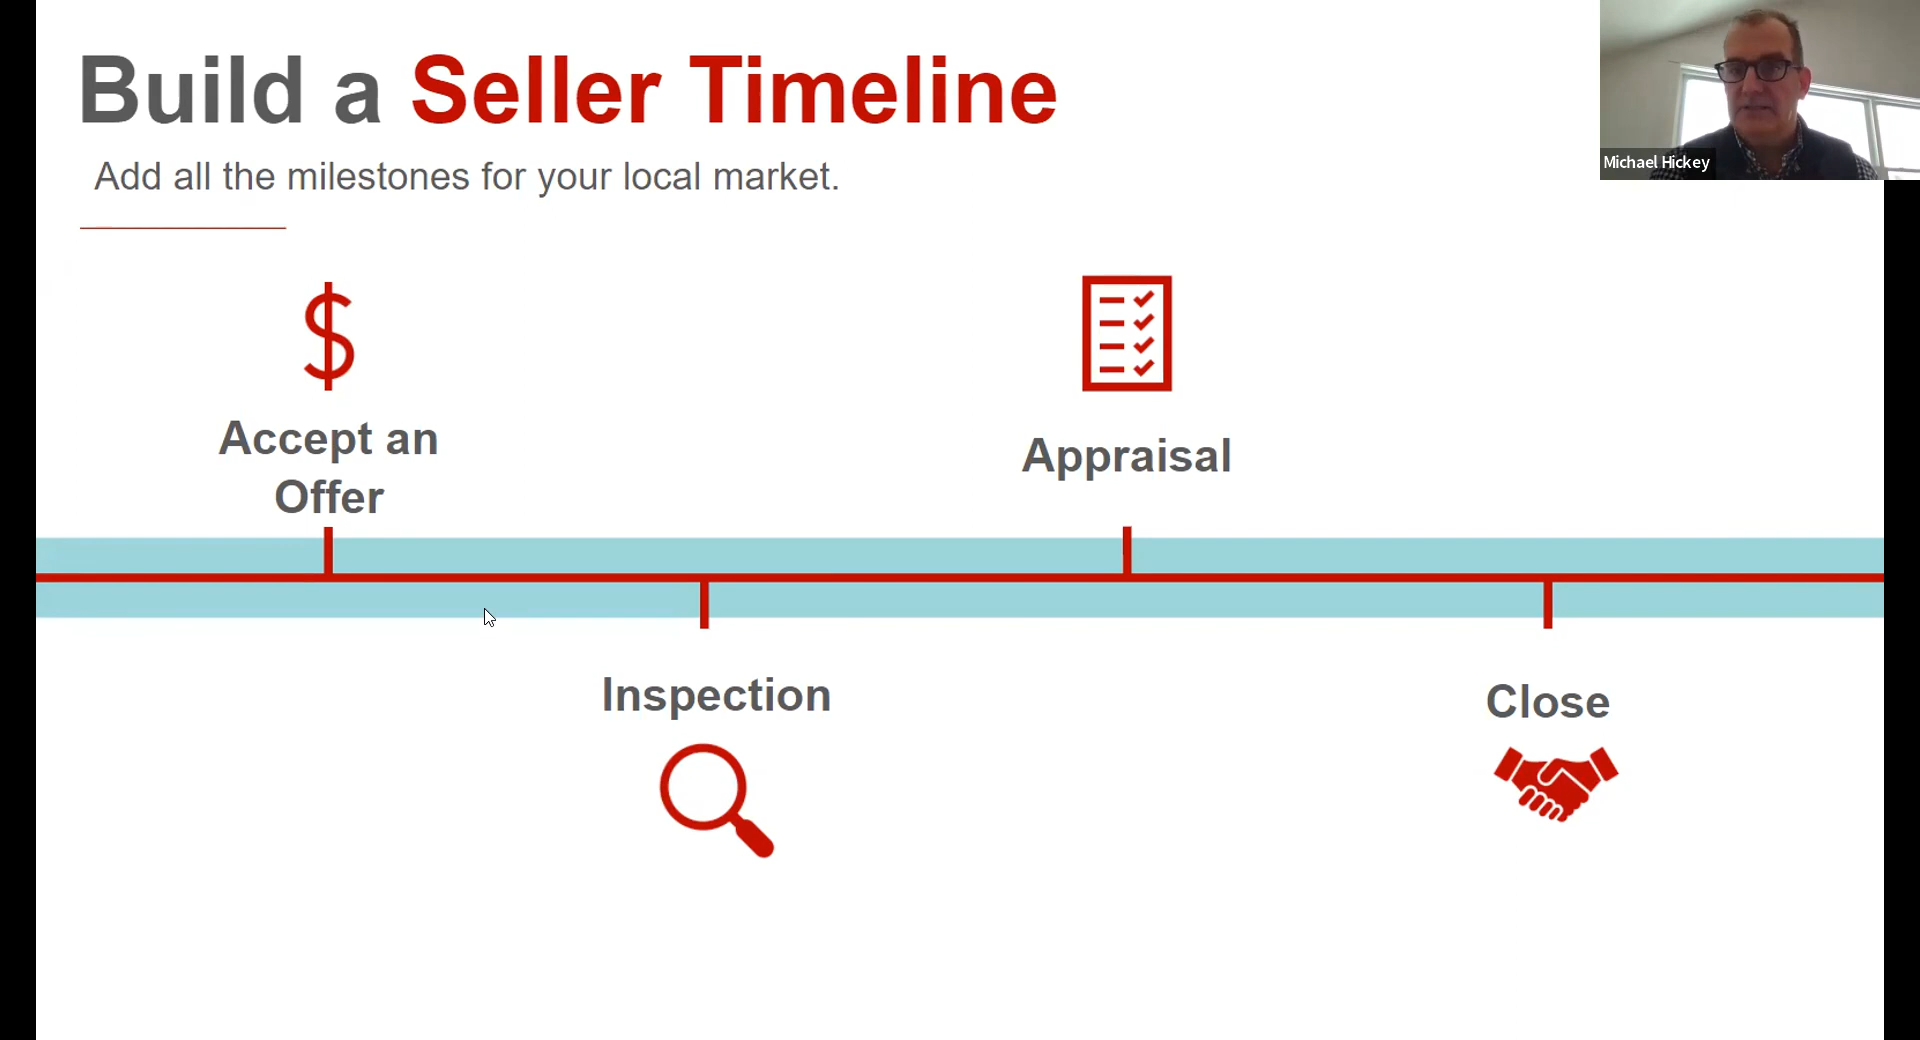 Build a Seller Timeline
Add all the milestones for your local market.
Michael Hickey
Accept an
Offer
Appraisal
Inspection
Close